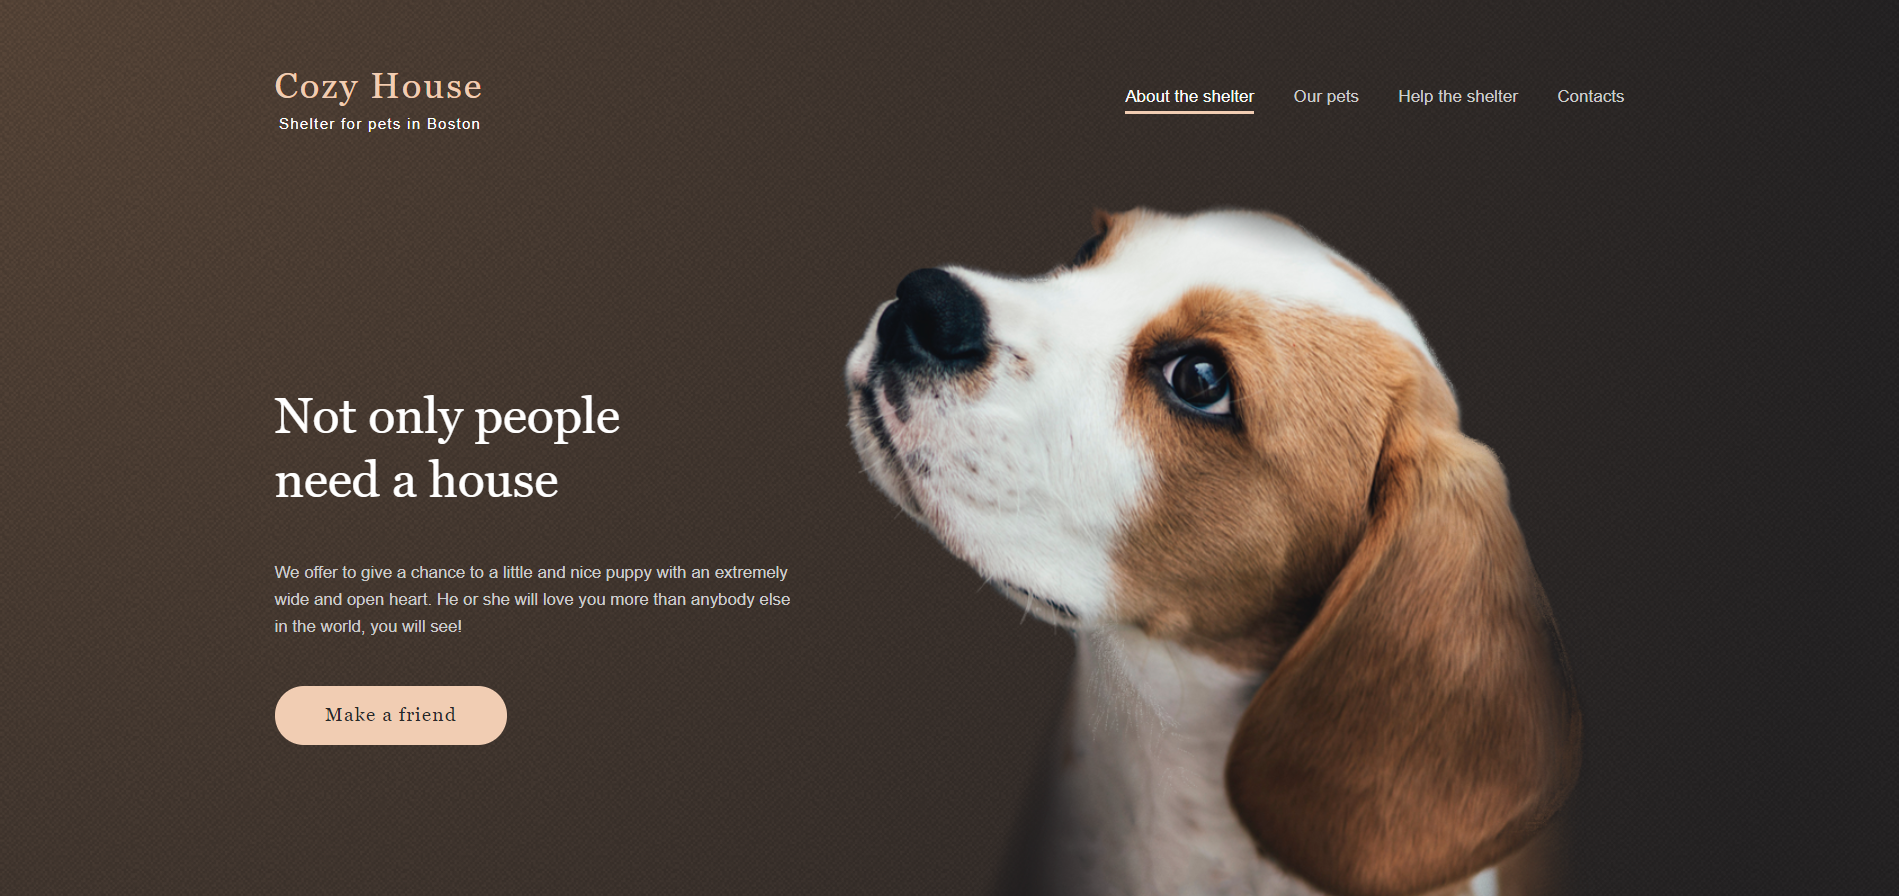 Cozy House
Shelter for pets in Boston
About the shelter
Our pets
Help the shelter
Contacts
Not only people
need a house
We offer to give a chance to a little and nice puppy with an extremely
wide and open heart. He or she will love you more than anybody else
in the world, you will see!
Make a friend